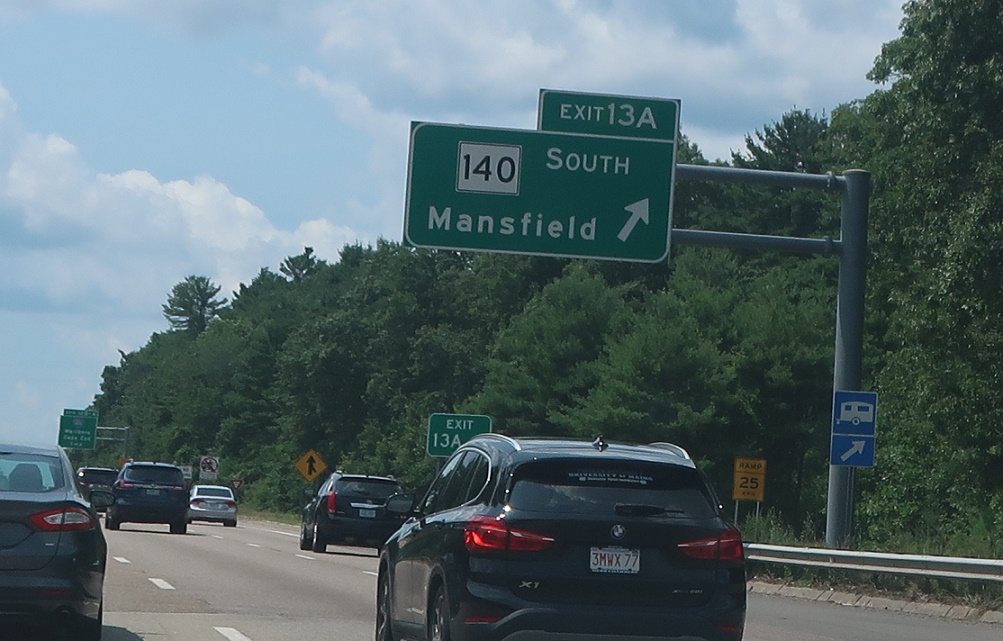 EXIT 13A
140 SOUTH
Mansfield
EXIT
13A
RAMP
25
3MWX 77
X1